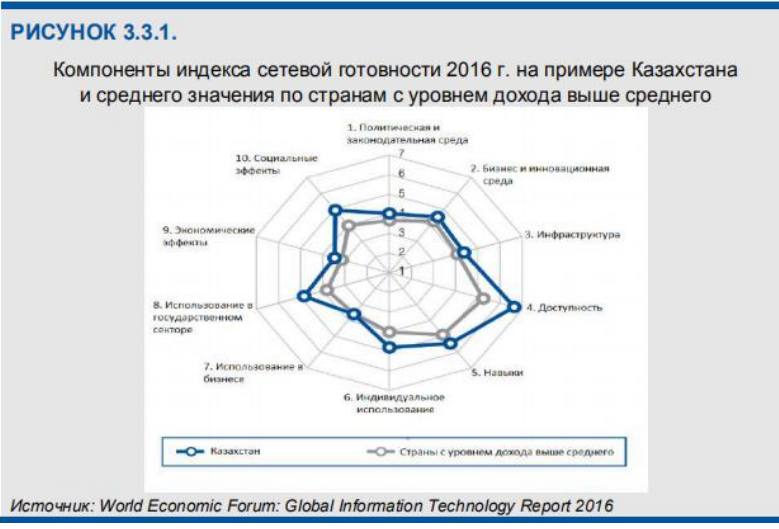 РИСУНОК 3.3.1.
Компоненты индекса сетевой готовности 2016 г. на примере Казахстана
и среднего значения по странам с уровнем дохода выше среднего
1. Политическая и
законодательная среда
7
10. Социальные
эффекты
6
2. Бизнес и инновационная
среда
5
4
9. Экономические
эффекты
3
3. Инфраструктура
2
1
8. Использование в
государственном
секторе
4. Доступность
7. Использование в
бизнесе
5. Навыки
6. Индивидуальное
использование
Казахстан
Страны с уровнем дохода выше среднего
Источник: World Economic Forum: Global Information Technology Report 2016